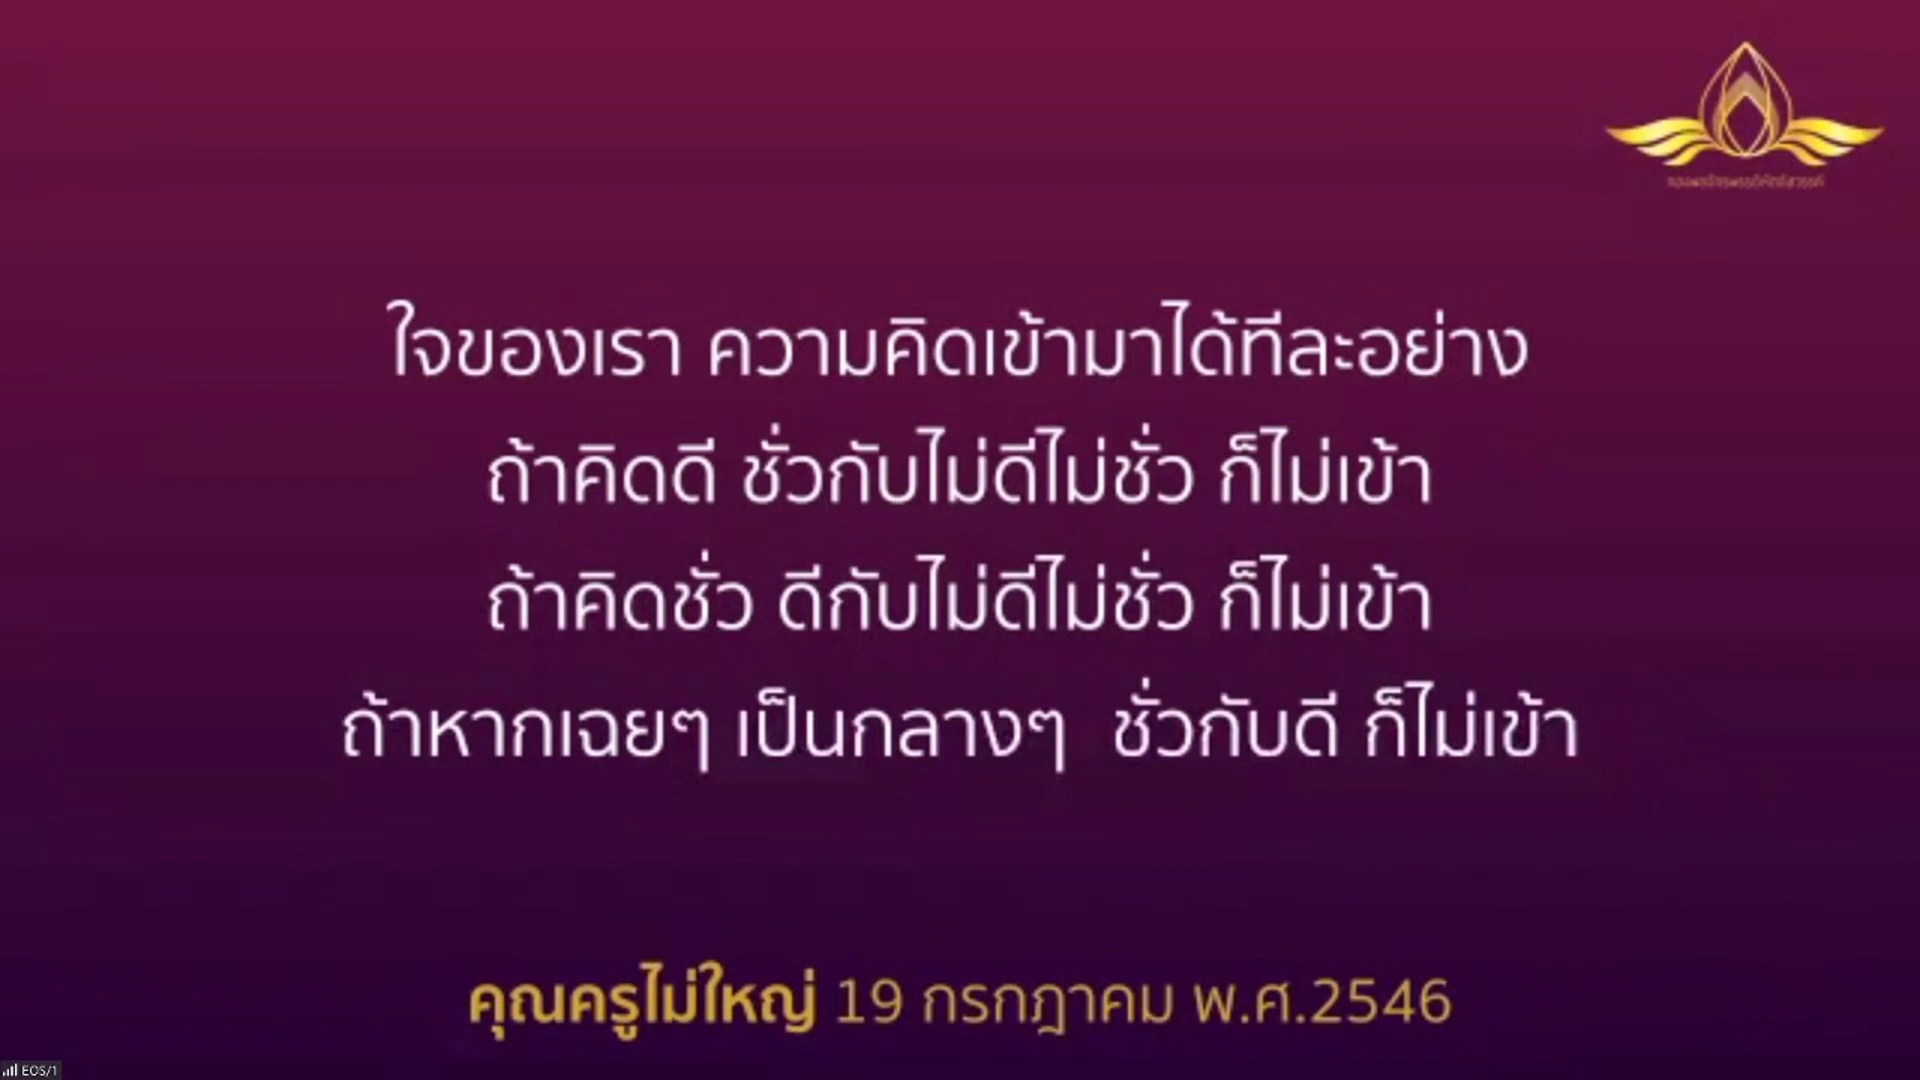 ใจของเรา ความคิดเข้ามาได้ทีละอย่าง
ถ้าคิดดี ชั่วกับไม่ดีไม่ชั่ว ก็ไม่เข้า
ถ้าคิดชั่ว ดีกับไม่ดีไม่ชั่ว ก็ไม่เข้า
ถ้าหากเฉยๆ เป็นกลางๆ ชั่วกับดี ก็ไม่เข้า
คุณครูไม่ใหญ่ 19 กรกฎาคม พ.ศ.2546
EOS/1